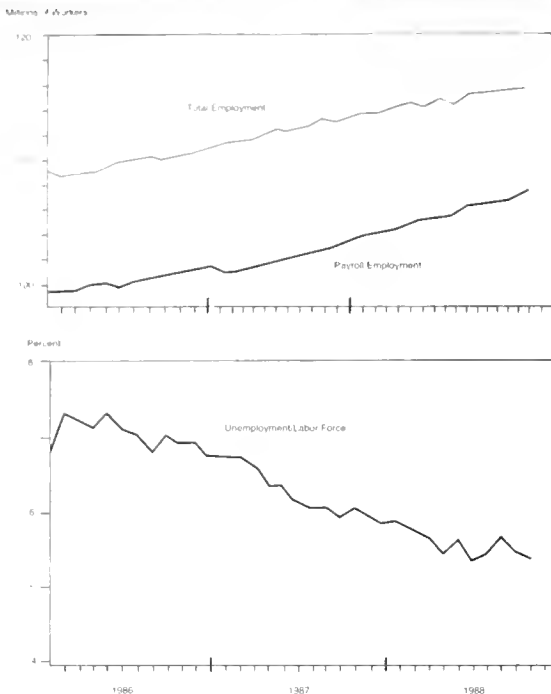 Millions of Workers
120
Total Employment
Payroll Employment
100
Percent
8
Unemployment/Labor Force
6
4
1986 1987 1988